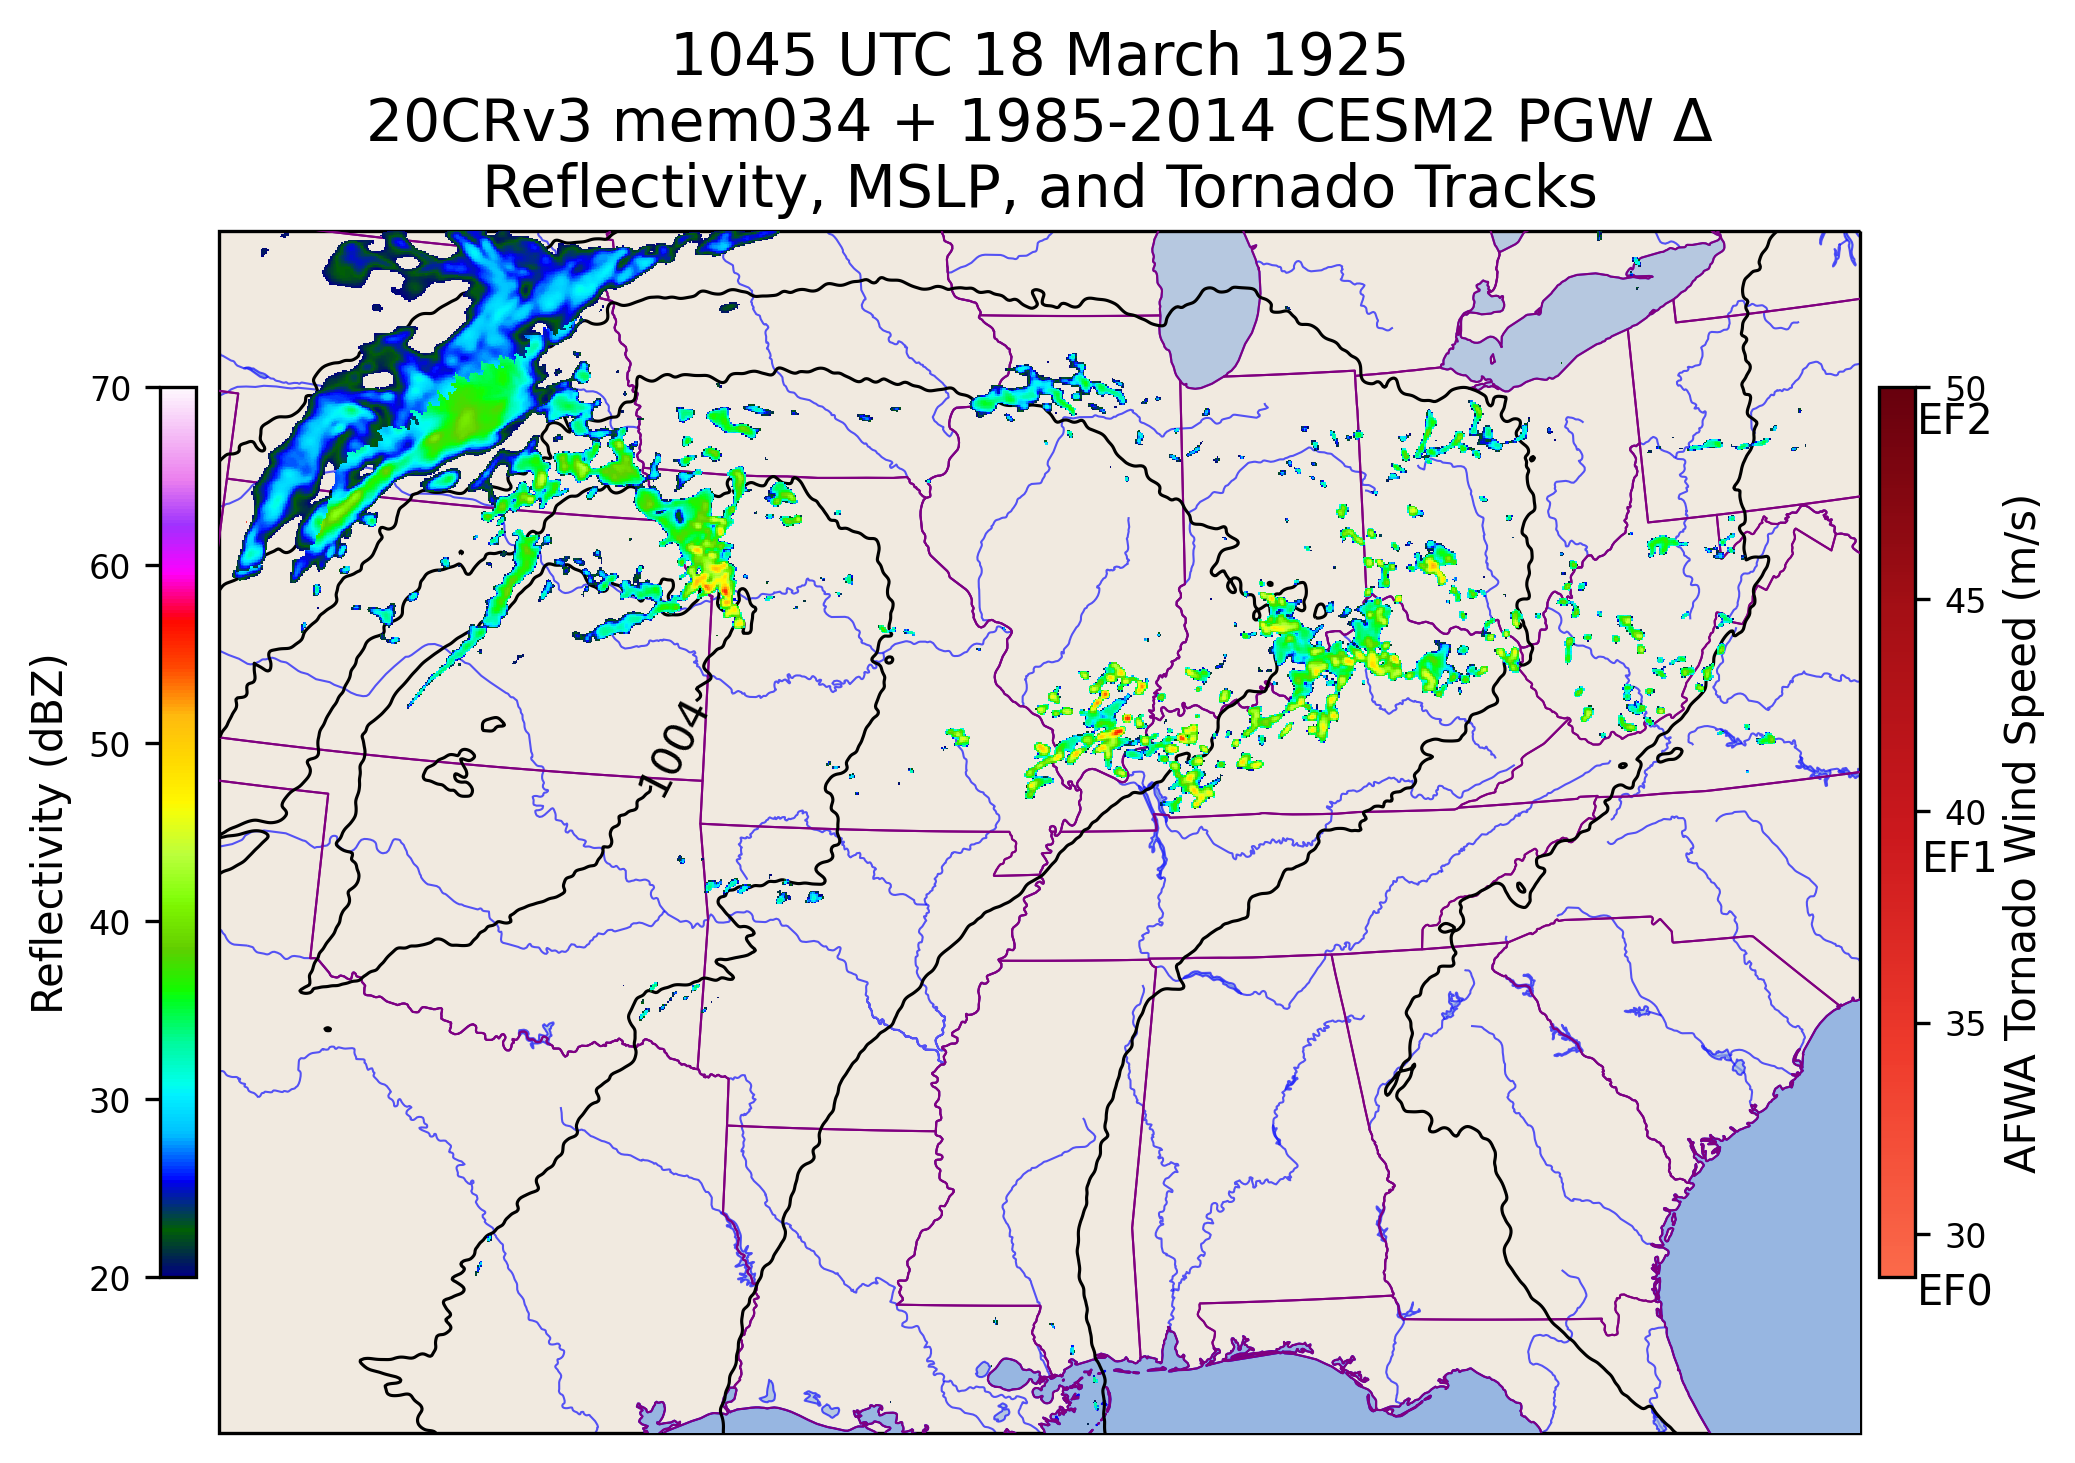 1045 UTC 18 March 1925
20CRv3 mem034 + 1985-2014 CESM2 PGW Δ
Reflectivity, MSLP, and Tornado Tracks
Reflectivity (dBZ)
70
60
50
40
30
20
1004
50
EF2
45
40
EF1
35
30
EF0
AFWA Tornado Wind Speed (m/s)